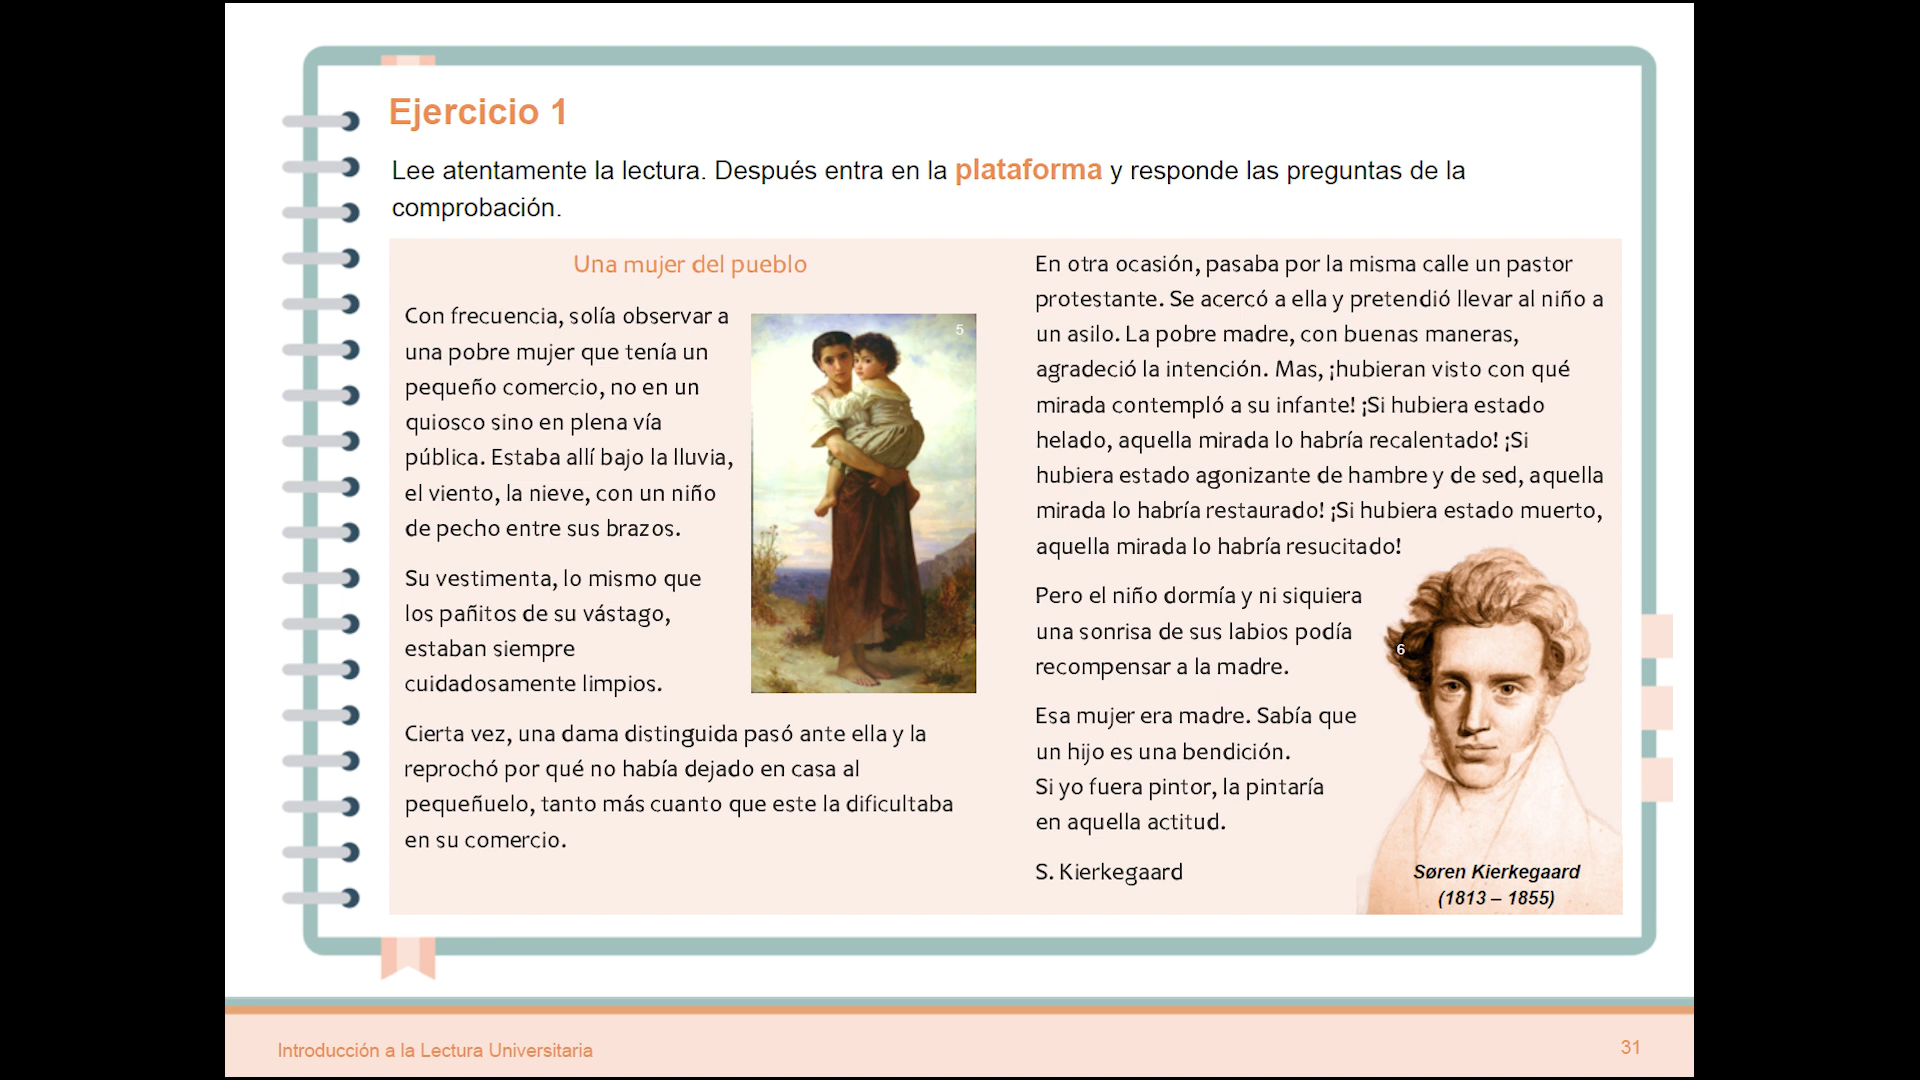 Ejercicio 1
Lee atentamente la lectura. Después entra en la plataforma y responde las preguntas de la
comprobación.
Una mujer del pueblo
Con frecuencia, solía observar a
una pobre mujer que tenía un
pequeño comercio, no en un
quiosco sino en plena vía
pública. Estaba allí bajo la lluvia,
el viento, la nieve, con un niño
de pecho entre sus brazos.
Su vestimenta, lo mismo que
los pañitos de su vástago,
estaban siempre
cuidadosamente limpios.
5
Cierta vez, una dama distinguida pasó ante ella y la
reprochó por qué no había dejado en casa al
pequeñuelo, tanto más cuanto que este la dificultaba
en su comercio.
En otra ocasión, pasaba por la misma calle un pastor
protestante. Se acercó a ella y pretendió llevar al niño a
un asilo. La pobre madre, con buenas maneras,
agradeció la intención. Mas, ¡hubieran visto con qué
mirada contempló a su infante! ¡Si hubiera estado
helado, aquella mirada lo habría recalentado! ¡Si
hubiera estado agonizante de hambre y de sed, aquella
mirada lo habría restaurado! ¡Si hubiera estado muerto,
aquella mirada lo habría resucitado!
Pero el niño dormía y ni siquiera
una sonrisa de sus labios podía
recompensar a la madre.
Esa mujer era madre. Sabía que
un hijo es una bendición.
Si yo fuera pintor, la pintaría
en aquella actitud.
S. Kierkegaard
6
Søren Kierkegaard
(1813 – 1855)
Introducción a la Lectura Universitaria
31